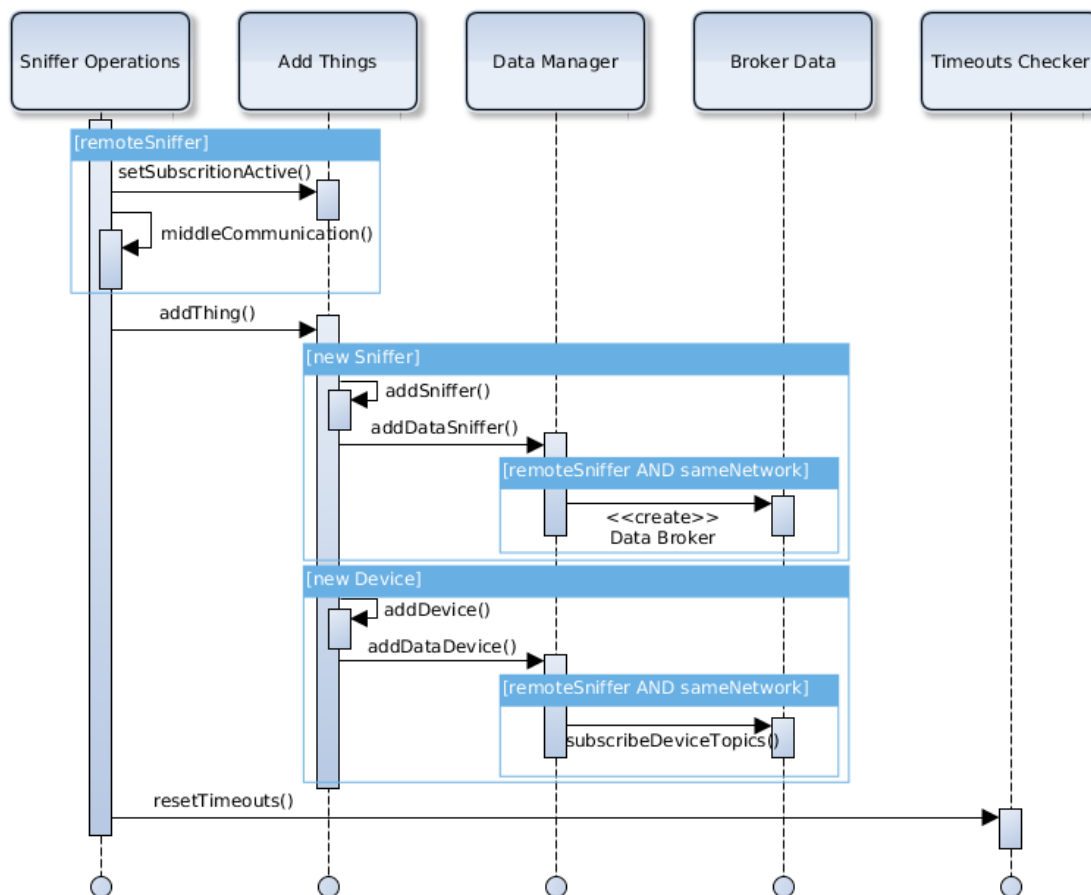 Sniffer Operations
Add Things
Data Manager
Broker Data
Timeouts Checker
[remoteSniffer]
setSubscritionActive()
middleCommunication()
addThing()
[new Sniffer]
addSniffer()
addDataSniffer()
[remoteSniffer AND sameNetwork]
<<create>>
Data Broker
[new Device]
addDevice()
addDataDevice()
[remoteSniffer AND sameNetwork]
subscribeDeviceTopics()
resetTimeouts()